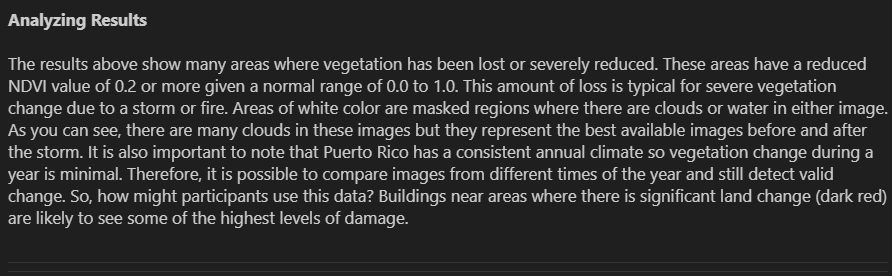 Analyzing Results
The results above show many areas where vegetation has been lost or severely reduced. These areas have a reduced
NDVI value of 0.2 or more given a normal range of 0.0 to 1.0. This amount of loss is typical for severe vegetation
change due to a storm or fire. Areas of white color are masked regions where there are clouds or water in either image.
As you can see, there are many clouds in these images but they represent the best available images before and after
the storm. It is also important to note that Puerto Rico has a consistent annual climate so vegetation change during a
year is minimal. Therefore, it is possible to compare images from different times of the year and still detect valid
change. So, how might participants use this data? Buildings near areas where there is significant land change (dark red)
are likely to see some of the highest levels of damage.